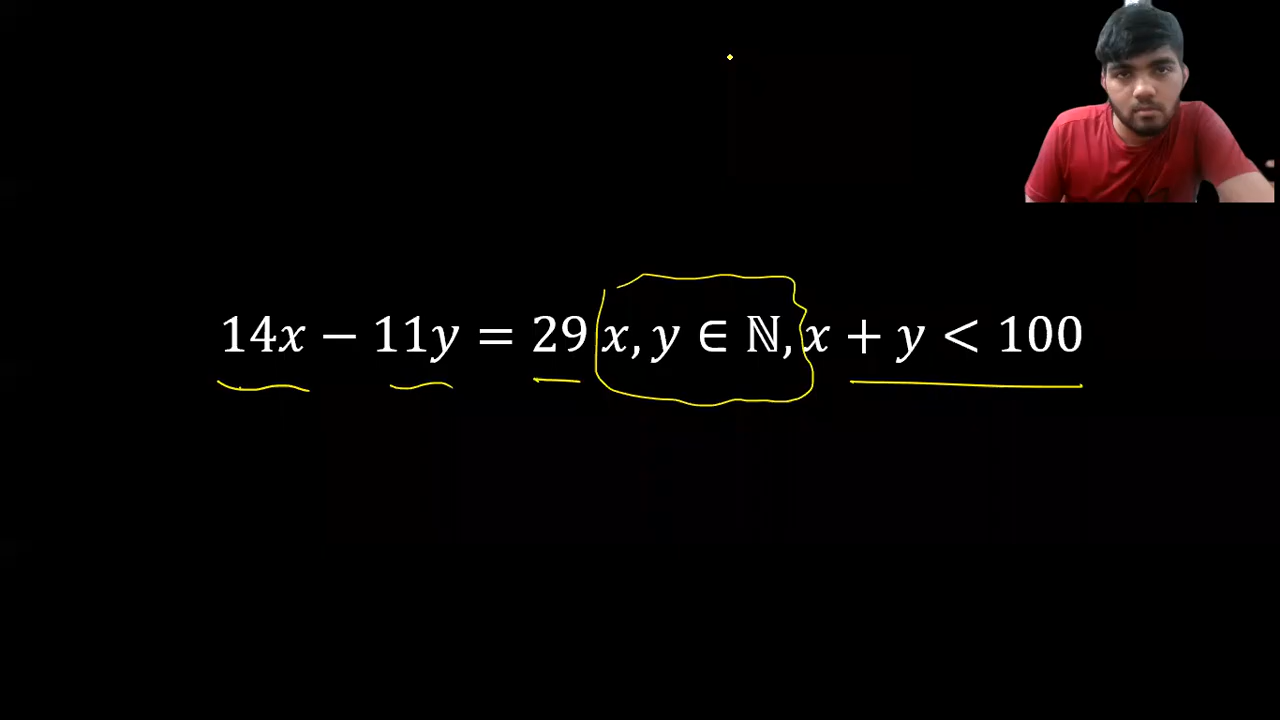 14x − 11y = 29 x, y ∈ ℕ, x + y < 100